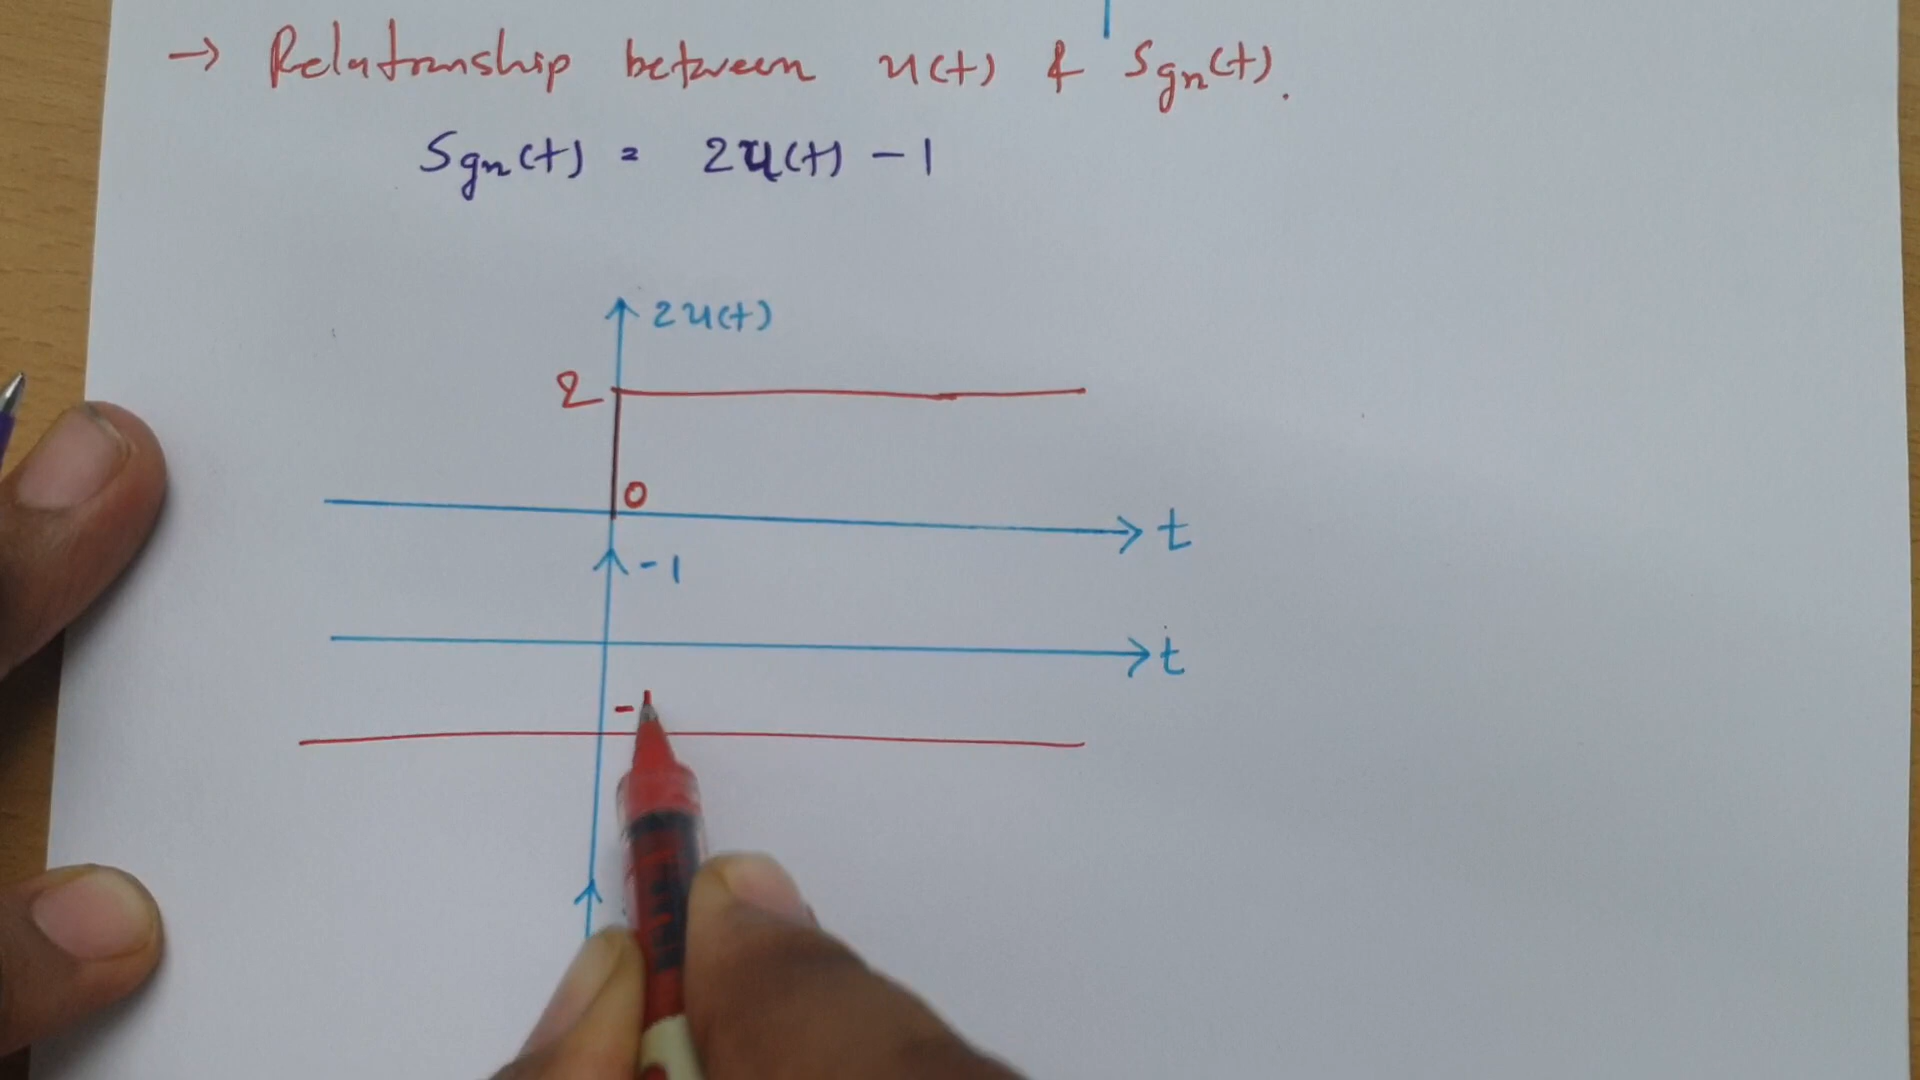 → Relationship between u(t) & Sgn(t).
Sgn(t) = 2u(t) - 1
2u(t)
2
0
t
-1
t
-1